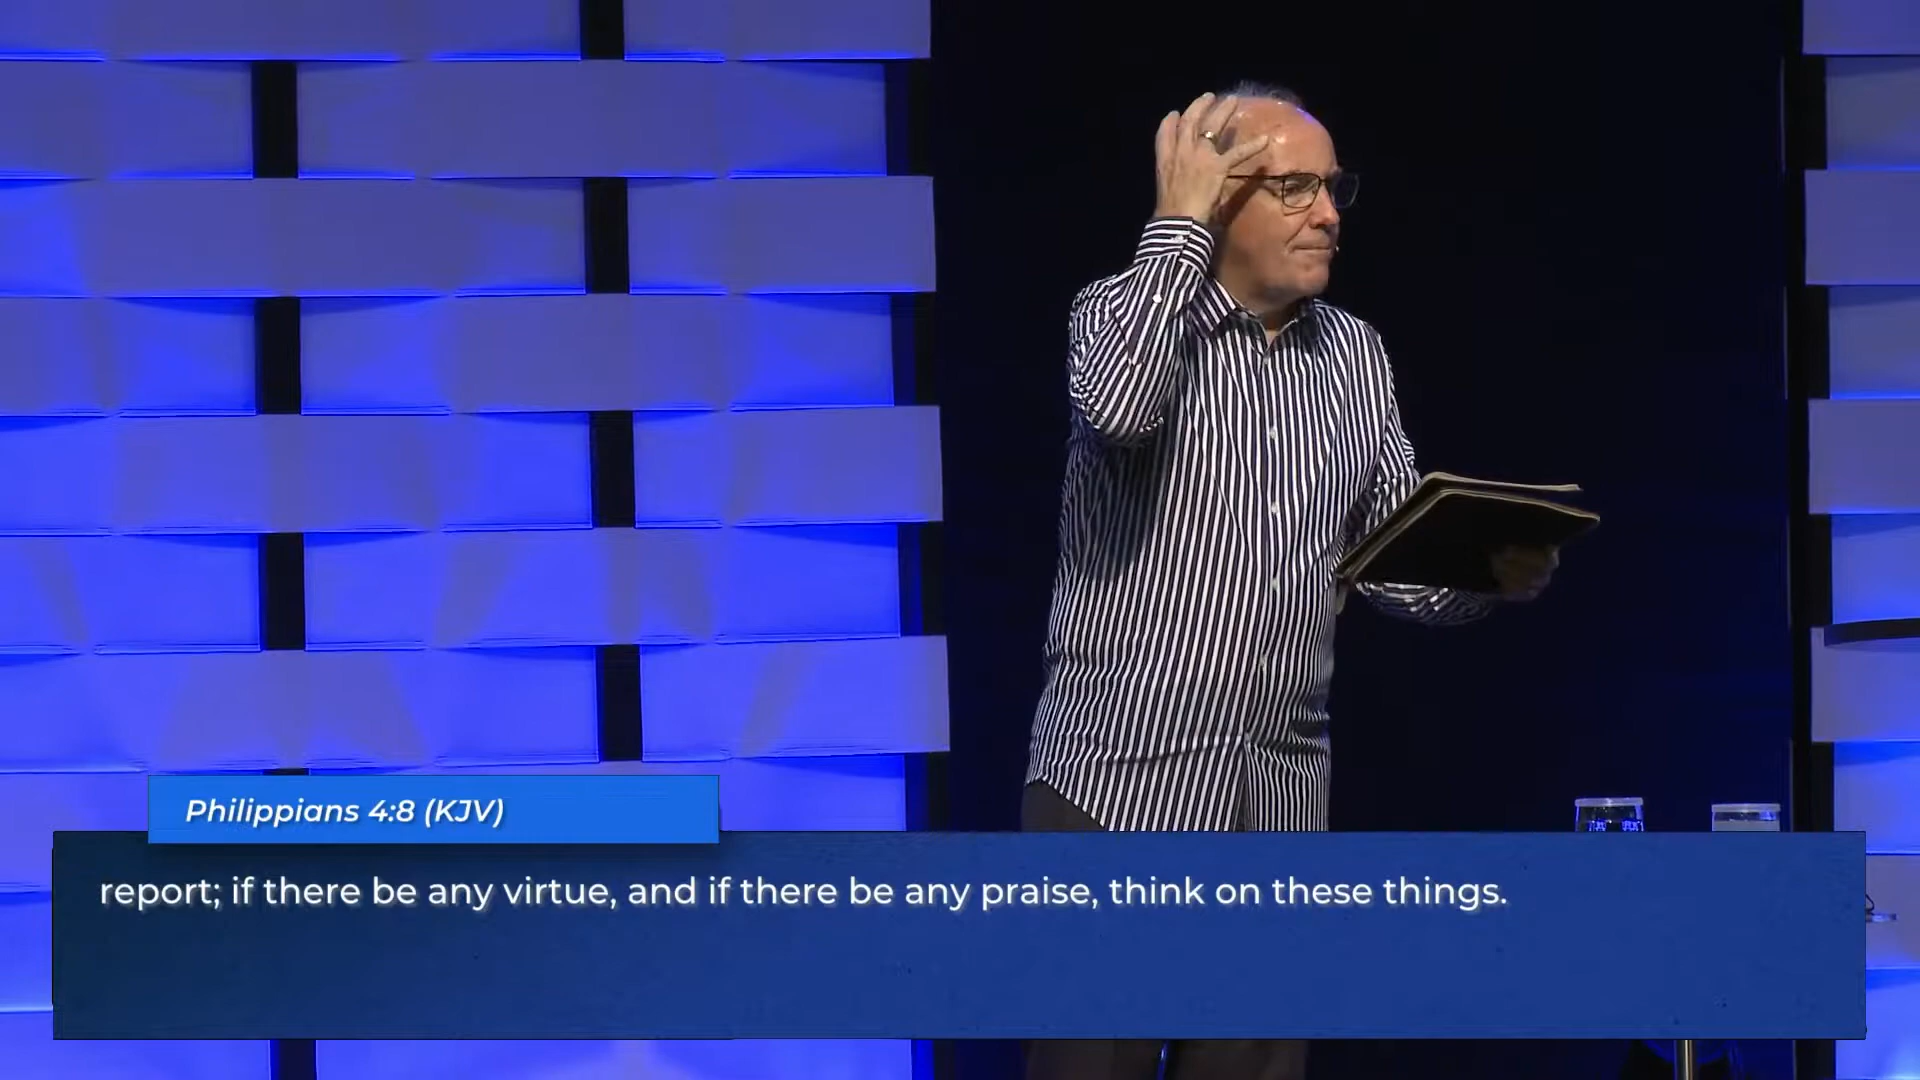 Philippians 4:8 (KJV)
report; if there be any virtue, and if there be any praise, think on these things.